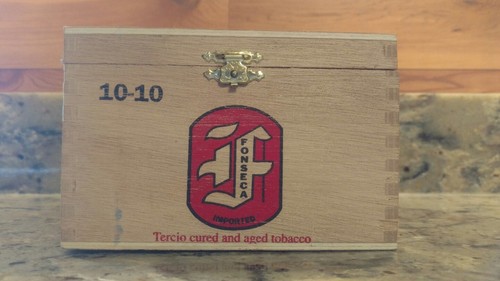 10-10
F
FONSECA
IMPORTED
Tercio cured and aged tobacco